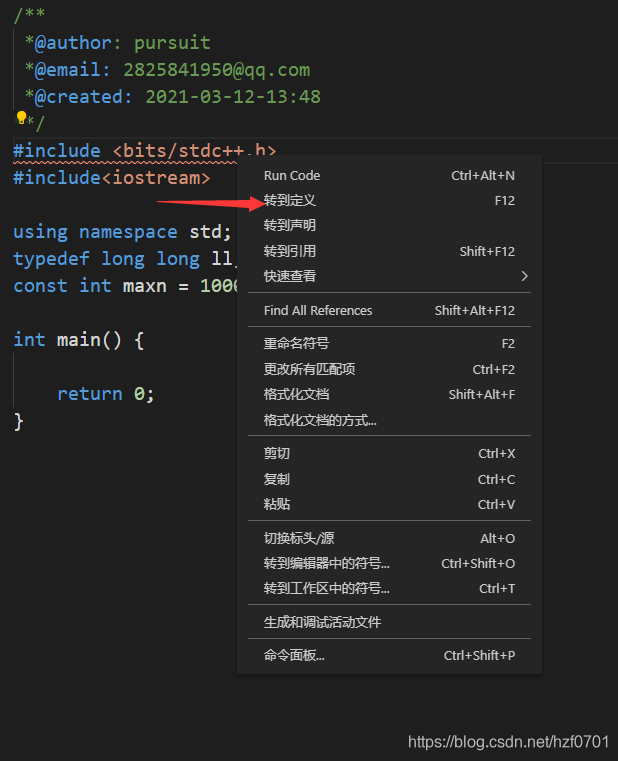 /**
*@author: pursuit
*@email: 2825841950@qq.com
*@created: 2021-03-12-13:48
**/
#include <bits/stdc++.h>
#include<iostream>
using namespace std;
typedef long long ll
const int maxn = 1000
int main() {
return 0;
}
Run Code Ctrl+Alt+N
转到定义 F12
转到声明
转到引用 Shift+F12
快速查看
Find All References Shift+Alt+F12
重命名符号 F2
更改所有匹配项 Ctrl+F2
格式化文档 Shift+Alt+F
格式化文档的方式...
剪切 Ctrl+X
复制 Ctrl+C
粘贴 Ctrl+V
切换标头/源 Alt+O
转到编辑器中的符号... Ctrl+Shift+O
转到工作区中的符号... Ctrl+T
生成和调试活动文件
命令面板... Ctrl+Shift+P
https://blog.csdn.net/hzf0701